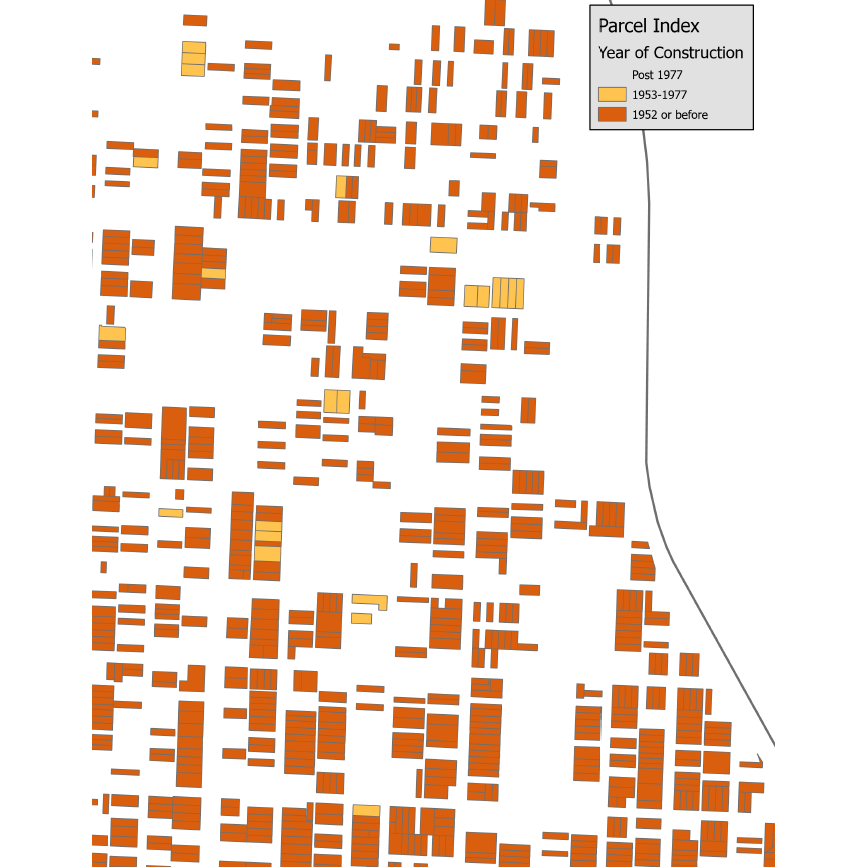 Parcel Index
Year of Construction
Post 1977
1953-1977
1952 or before